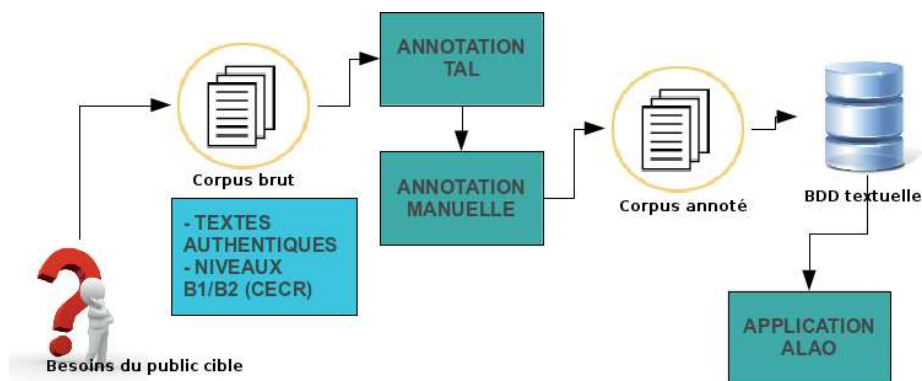 ANNOTATION
TAL
Corpus brut
ANNOTATION
MANUELLE
Corpus annoté
BDD textuelle
- TEXTES
AUTHENTIQUES
- NIVEAUX
B1/B2 (CECR)
APPLICATION
ALAO
Besoins du public cible